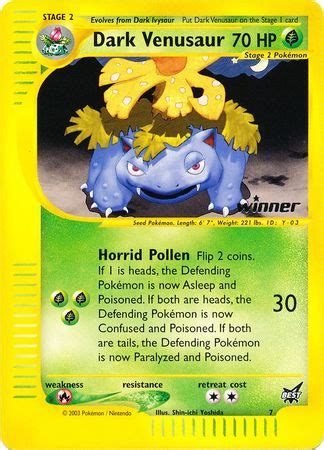 STAGE 2
Evolves from Dark Ivysaur
Put Dark Venusaur on the Stage 1 card
Dark Venusaur 70 HP
Stage 2 Pokémon
winner
Seed Pokémon, Length: 6' 7", Weight: 221 lbs. ID: Y-03
Horrid Pollen Flip 2 coins.
If 1 is heads, the Defending
Pokémon is now Asleep and
Poisoned. If both are heads, the
Defending Pokémon is now
Confused and Poisoned. If both
are tails, the Defending Pokémon
is now Paralyzed and Poisoned.
30
weakness
resistance
retreat cost
© 2003 Pokémon / Nintendo
Illus. Shin-ichi Yoshida
7
BEST